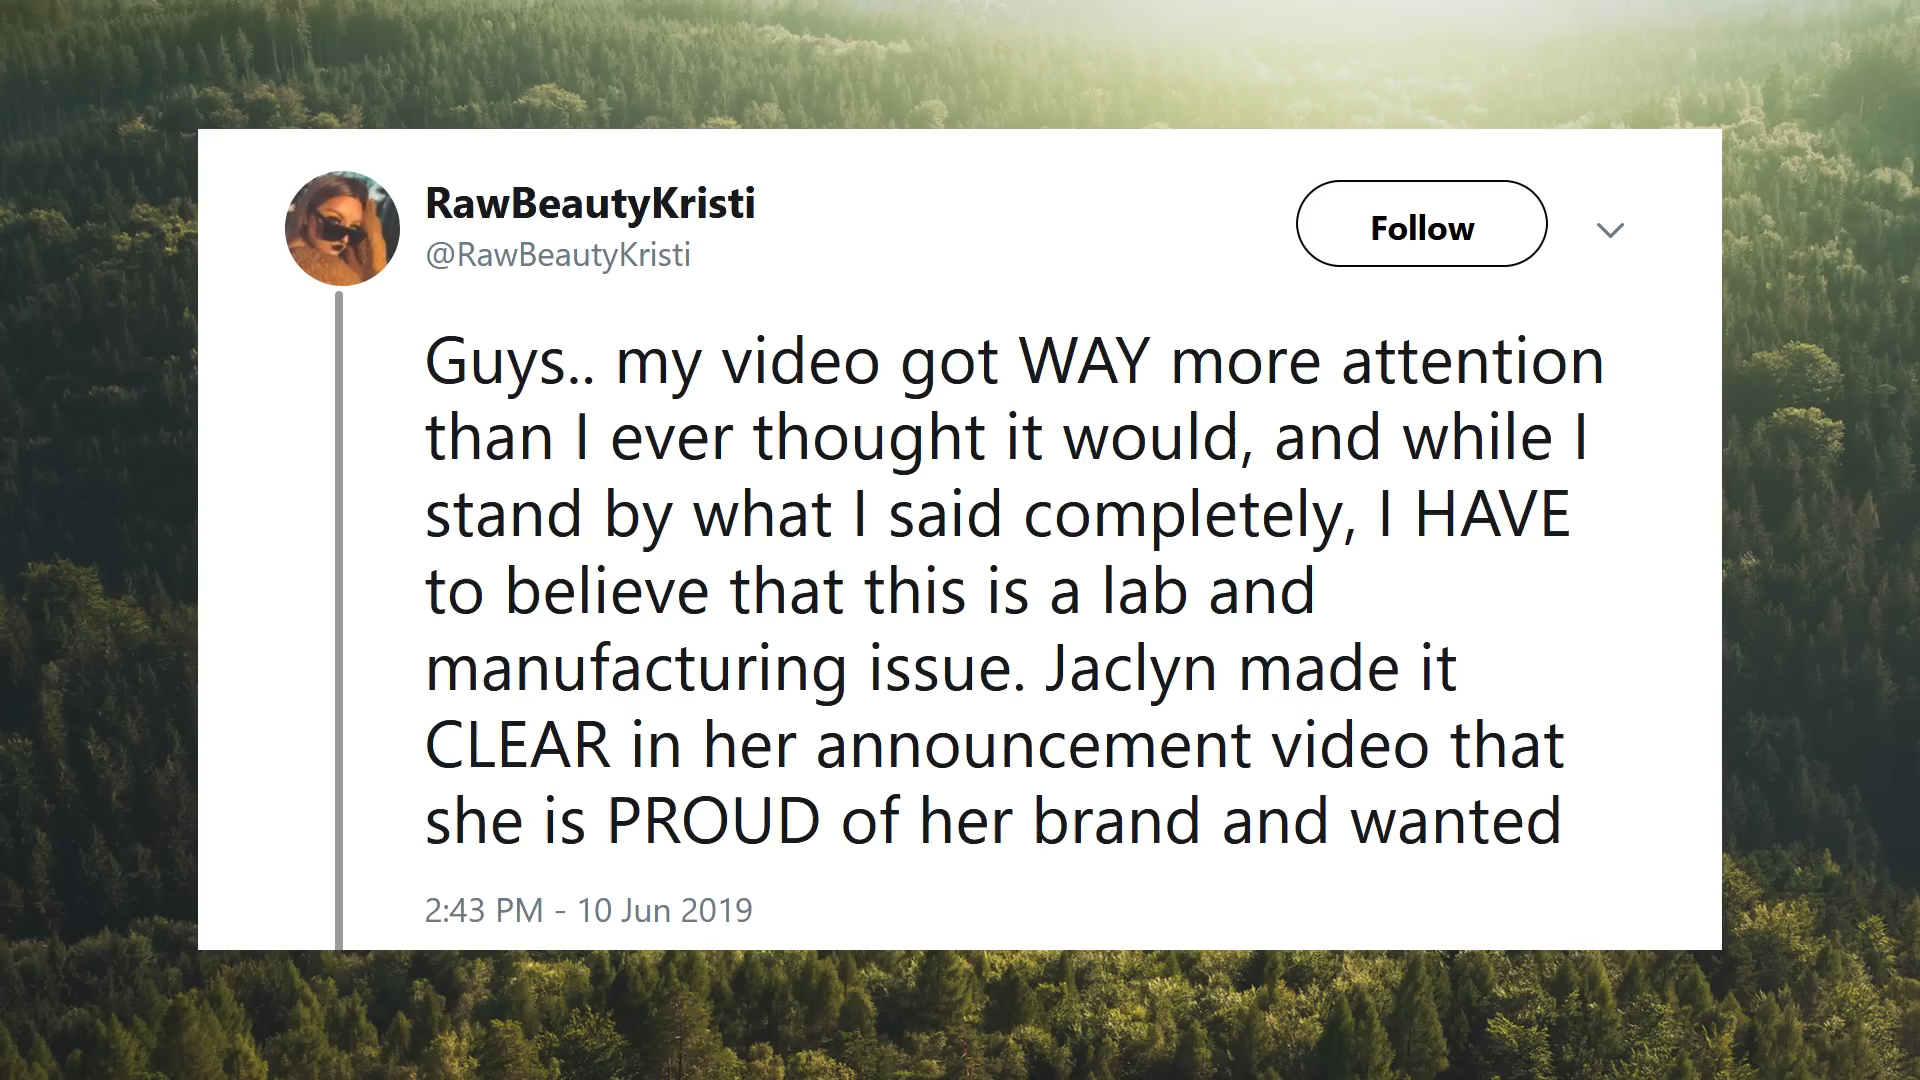 RawBeautyKristi
@RawBeautyKristi
Follow
Guys.. my video got WAY more attention
than I ever thought it would, and while I
stand by what I said completely, I HAVE
to believe that this is a lab and
manufacturing issue. Jaclyn made it
CLEAR in her announcement video that
she is PROUD of her brand and wanted
2:43 PM - 10 Jun 2019